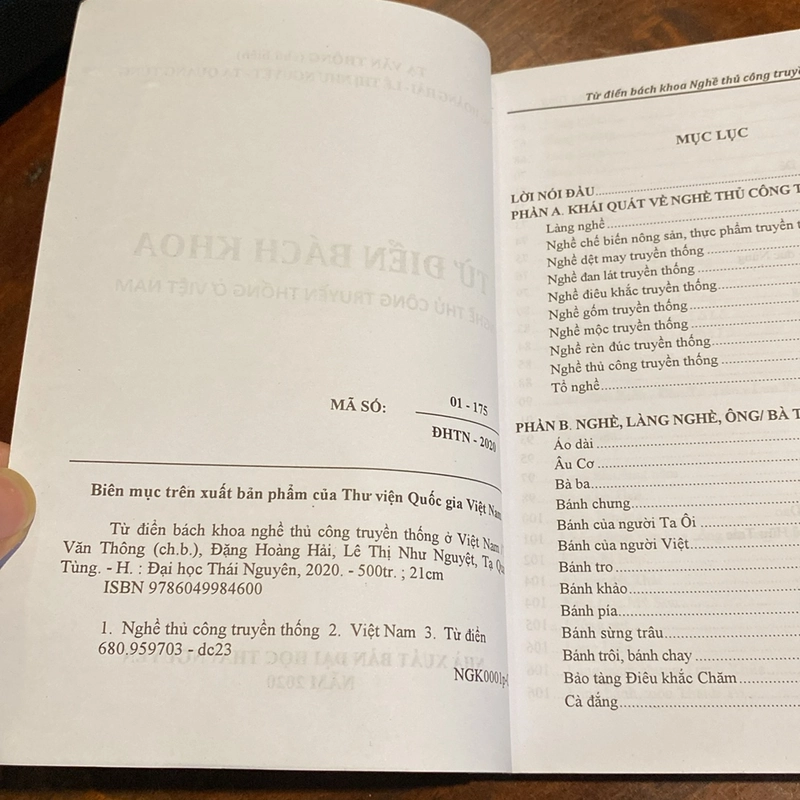 MÃ SỐ:
01 - 175
ĐHTN - 2020
Biên mục trên xuất bản phẩm của Thư viện Quốc gia Việt Nam
Từ điển bách khoa nghề thủ công truyền thống ở Việt Nam
Văn Thông (ch.b.), Đặng Hoàng Hải, Lê Thị Như Nguyệt, Tạ
Tùng. - H. : Đại học Thái Nguyên, 2020. - 500tr. ; 21cm
ISBN 9786049984600
1. Nghề thủ công truyền thống 2. Việt Nam 3. Từ điển
680.959703 - dc23
Từ điển bách khoa Nghề thủ công
MỤC LỤC
LỜI NÓI ĐẦU
PHẦN A. KHÁI QUÁT VỀ NGHỀ THỦ CÔNG
Làng nghề
Nghề chế biến nông sản, thực phẩm truyền
Nghề dệt may truyền thống
Nghề đan lát truyền thống
Nghề điêu khắc truyền thống
Nghề gốm truyền thống
Nghề mộc truyền thống
Nghề rèn đúc truyền thống
Nghề thủ công truyền thống
Tổ nghề
PHẦN B. NGHỀ, LÀNG NGHỀ, ÔNG/ BÀ
Áo dài
Âu Cơ
Bà ba
Bánh chưng
Bánh của người Ta Ôi
Bánh của người Việt
Bánh tro
Bánh khảo
Bánh pía
Bánh sừng trâu
Bánh trôi, bánh chay
Bảo tàng Điêu khắc Chăm
Cà đắng